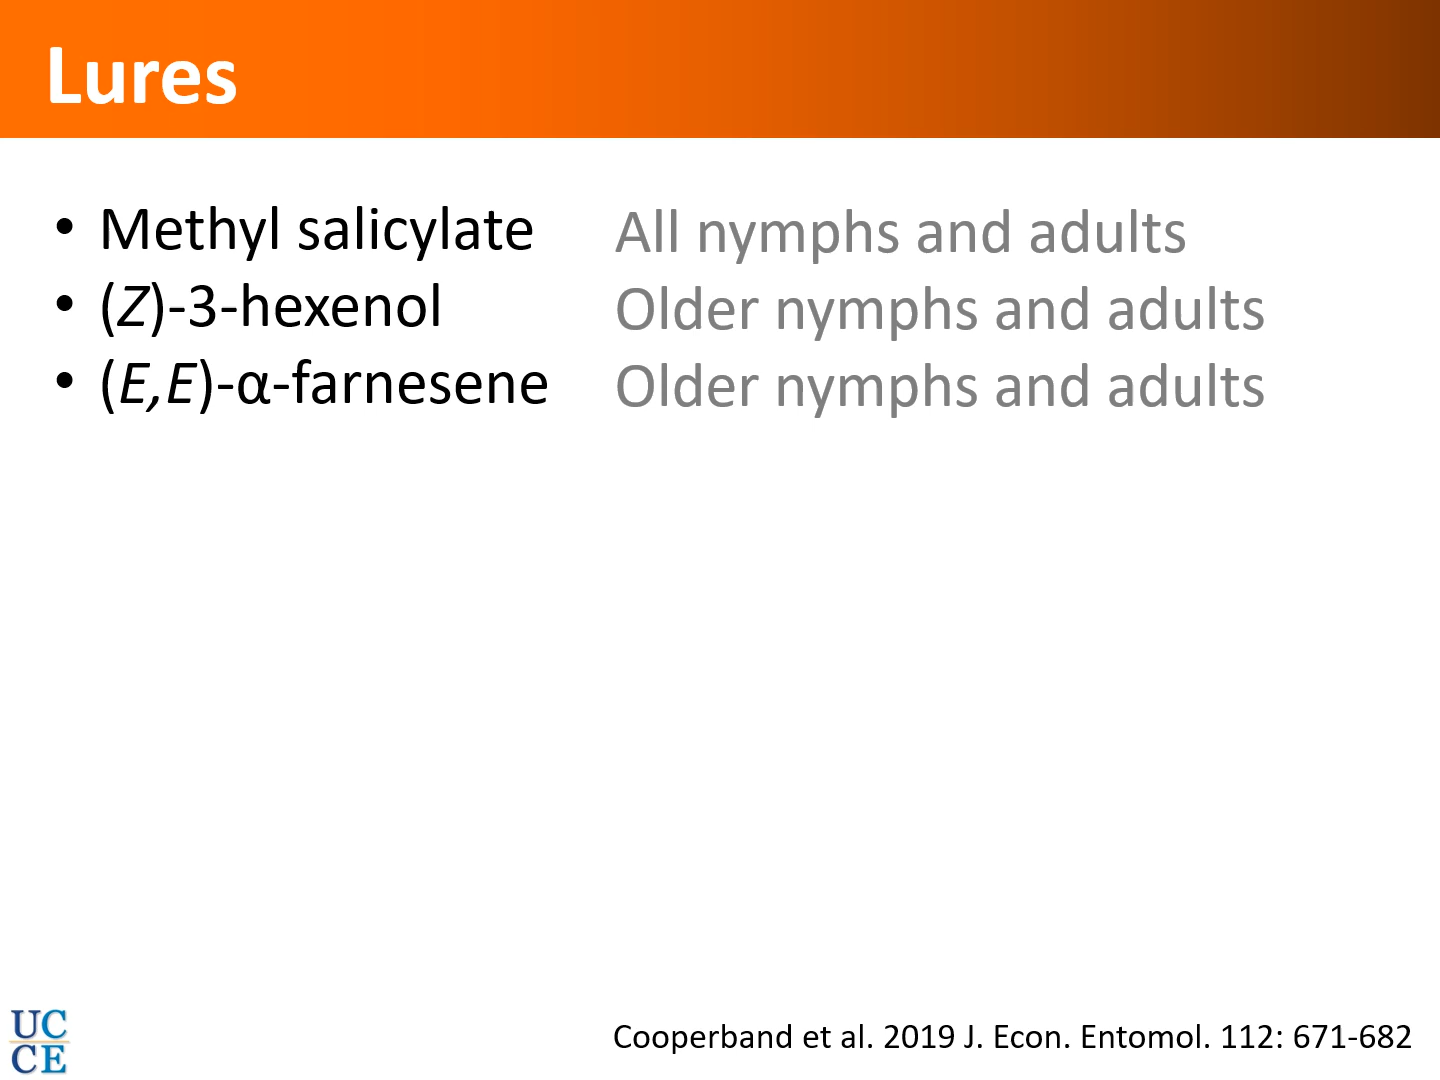 Lures
• Methyl salicylate All nymphs and adults
• (Z)-3-hexenol Older nymphs and adults
• (E,E)-α-farnesene Older nymphs and adults
UC
CE
Cooperband et al. 2019 J. Econ. Entomol. 112: 671-682